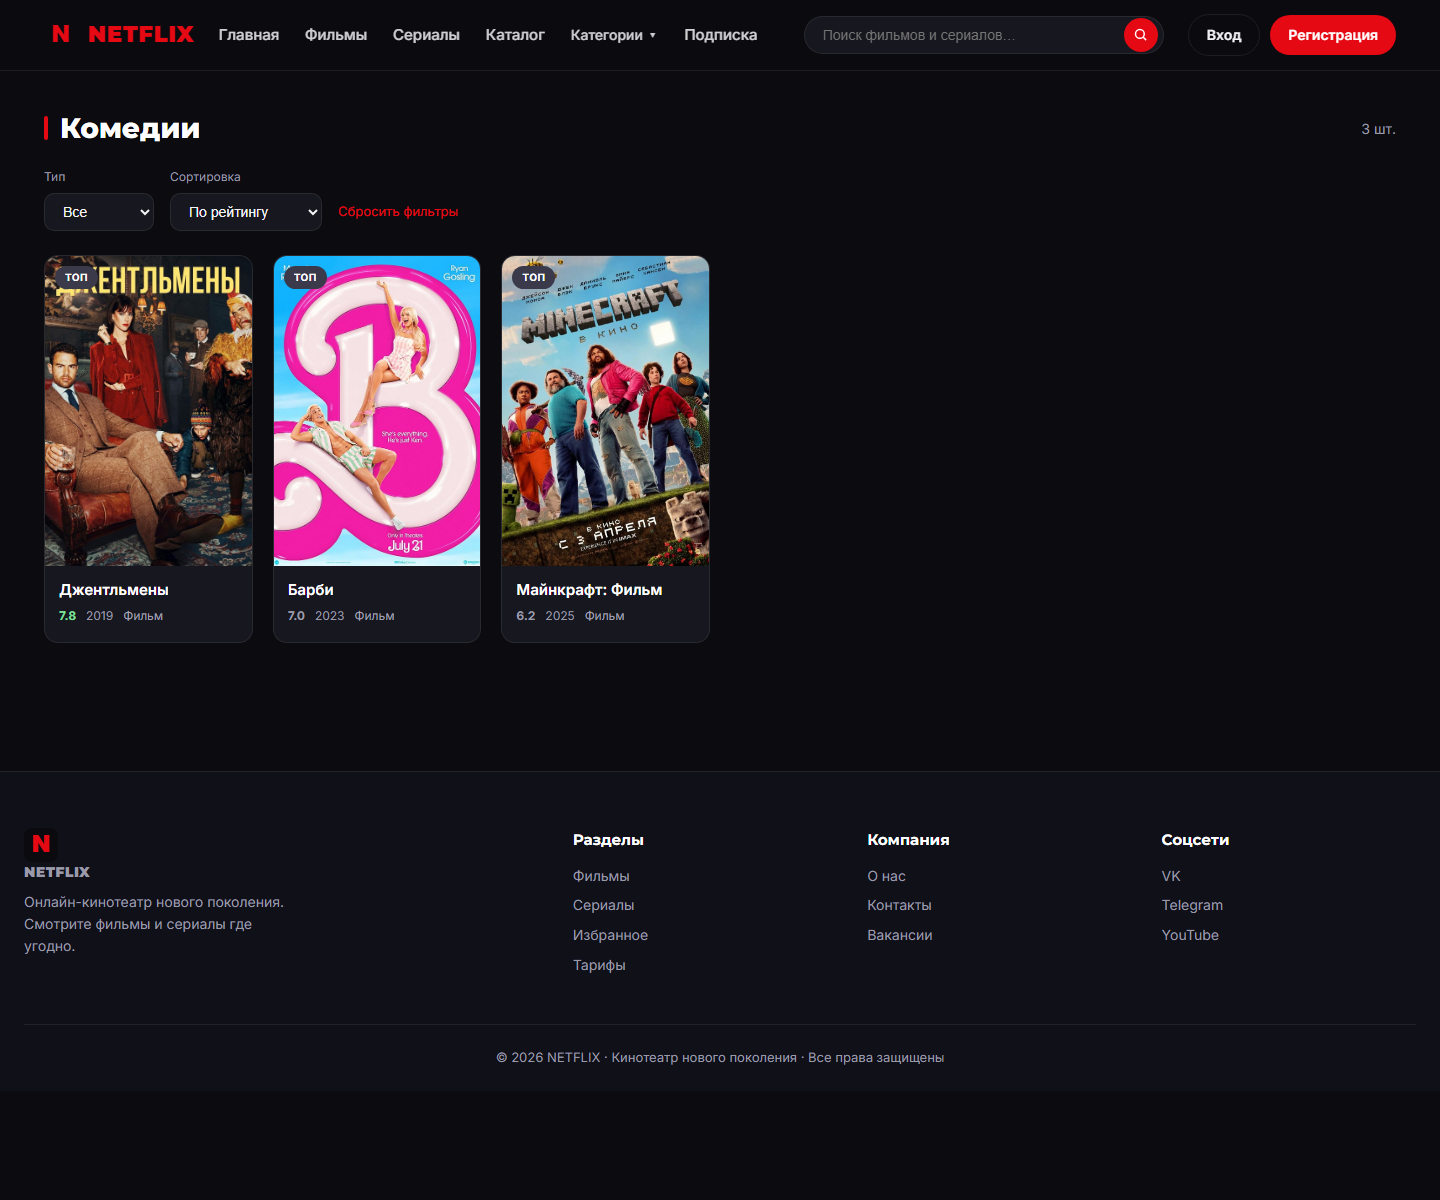 N NETFLIX Главная Фильмы Сериалы Каталог Категории ▼ Подписка Поиск фильмов и сериалов... Вход Регистрация
Комедии
3 шт.
Тип Сортировка
Все По рейтингу Сбросить фильтры
ТОП
ДЖЕНТЛЬМЕНЫ
ТОП
Ryan
Gosling
She's everything.
He's just Ken.
Only in Theaters
July 21
ТОП
MINECRAFT
В КИНО
В КИНО
С 3 АПРЕЛЯ
Джентльмены
7.8 2019 Фильм
Барби
7.0 2023 Фильм
Майнкрафт: Фильм
6.2 2025 Фильм
N
NETFLIX
Онлайн-кинотеатр нового поколения.
Смотрите фильмы и сериалы где
угодно.
Разделы
Фильмы
Сериалы
Избранное
Тарифы
Компания
О нас
Контакты
Вакансии
Соцсети
VK
Telegram
YouTube
© 2026 NETFLIX · Кинотеатр нового поколения · Все права защищены